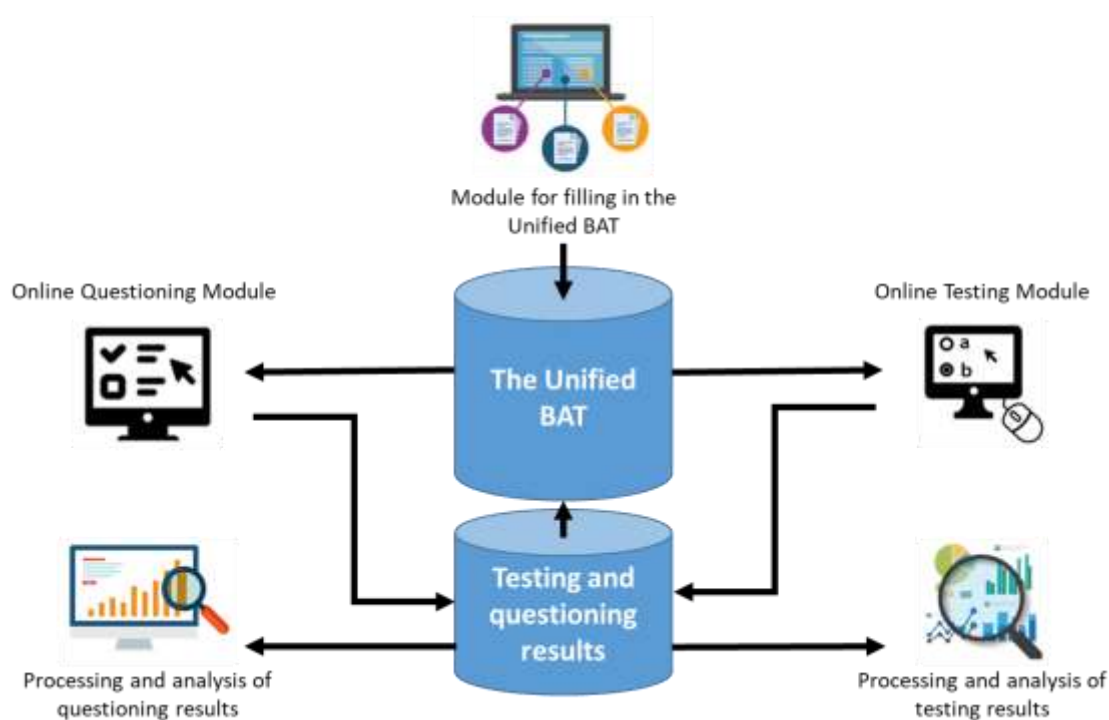 Module for filling in the
Unified BAT
Online Questioning Module
Online Testing Module
a
b
The Unified
BAT
Testing and
questioning
results
Processing and analysis of
questioning results
Processing and analysis of
testing results